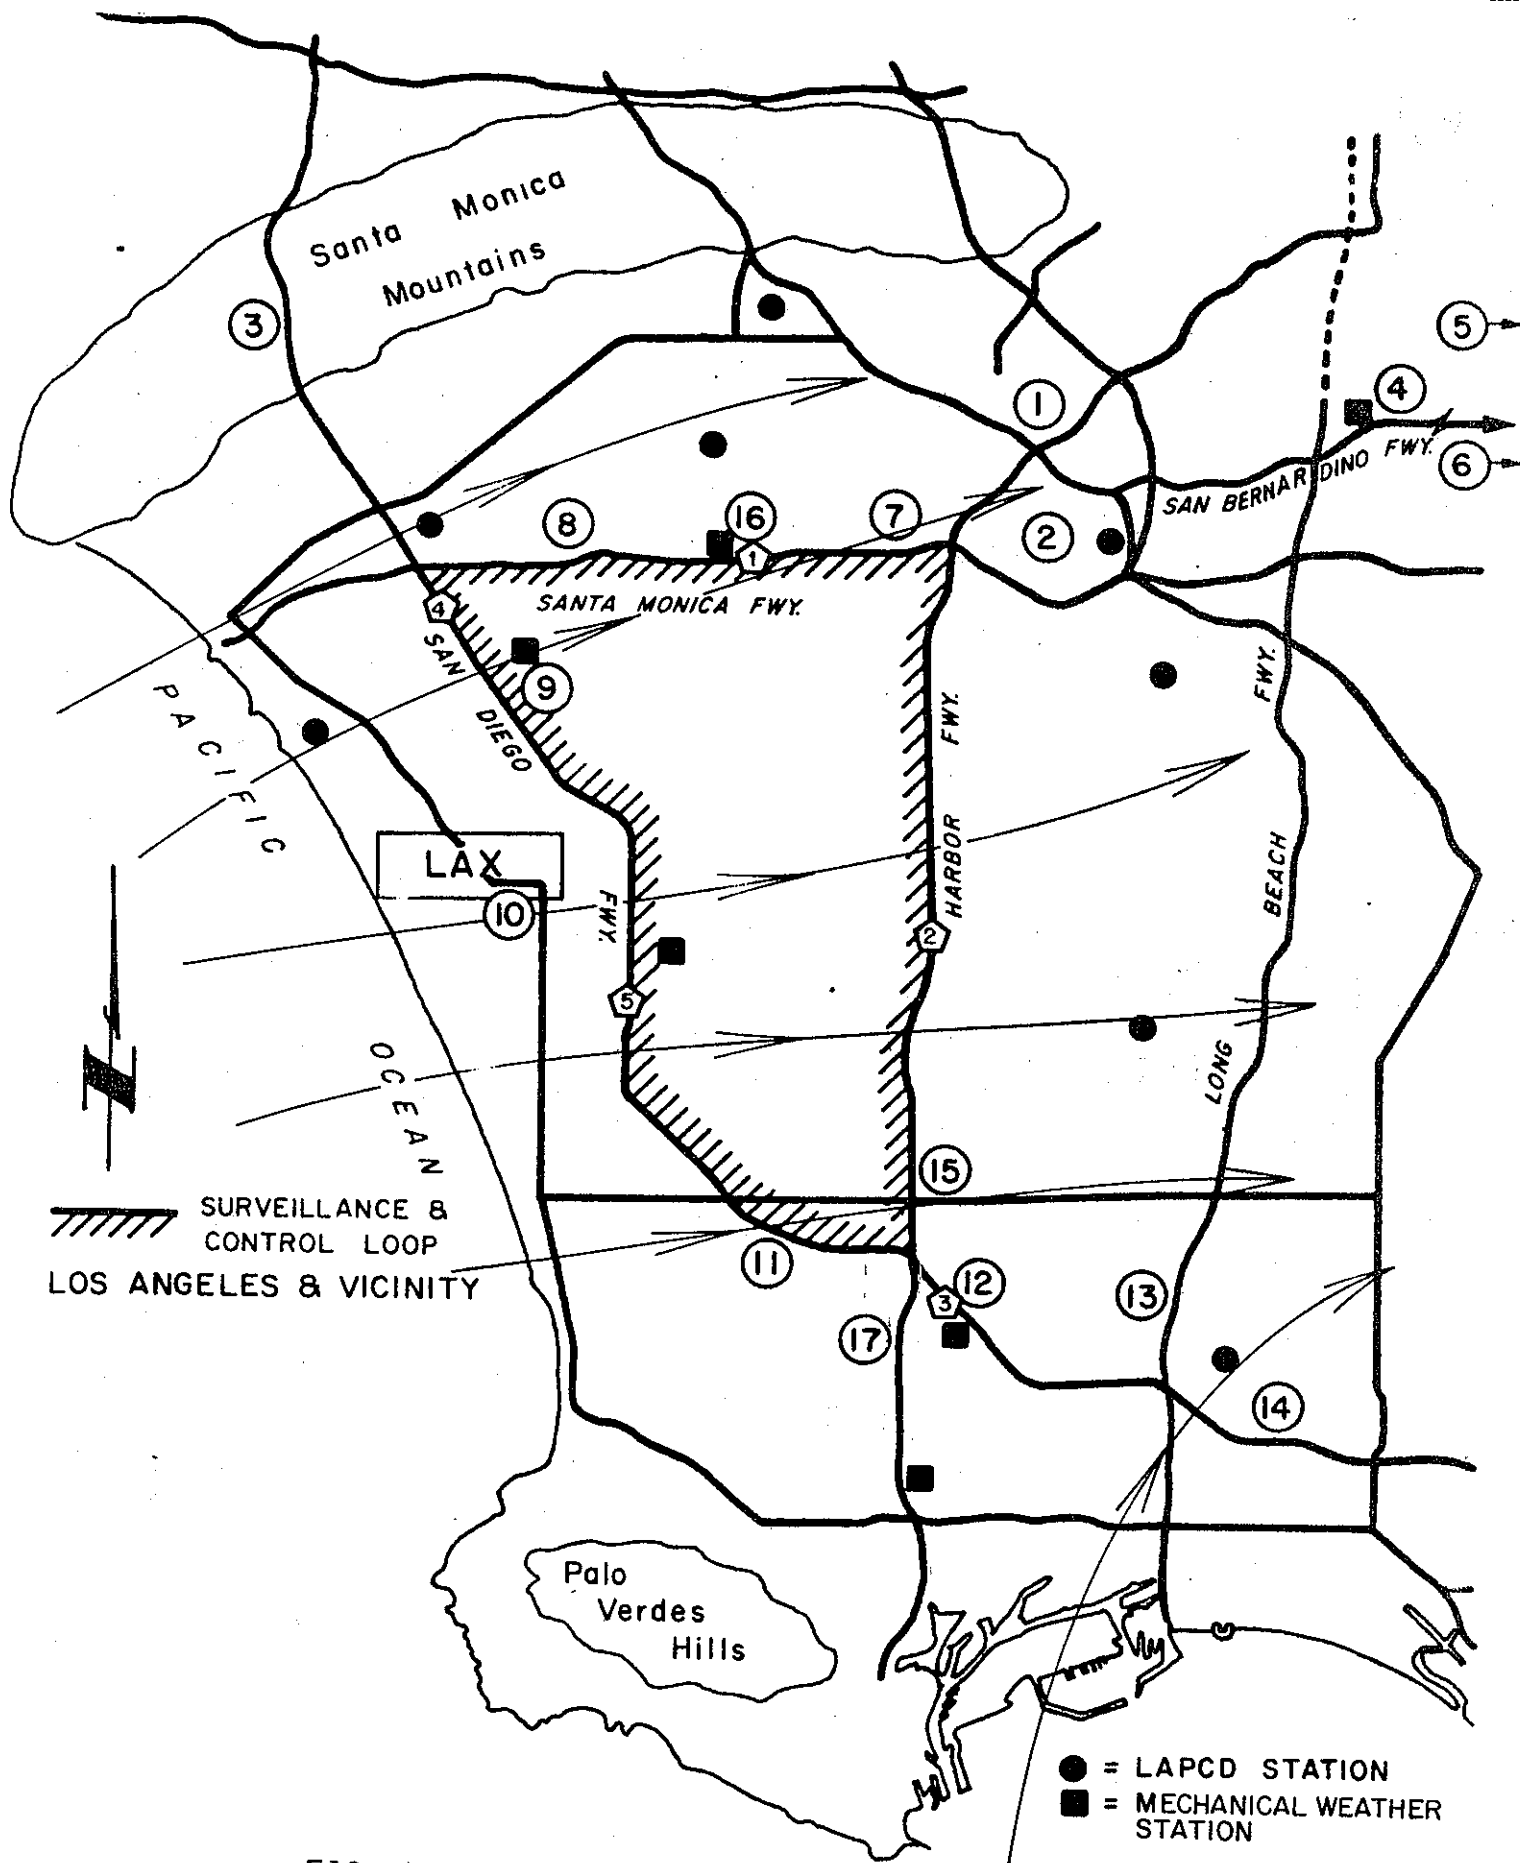 Santa Monica
Mountains
3
5
4
1
6
SAN BERNARDINO FWY.
16
7
8
2
1
SANTA MONICA FWY.
4
SAN DIEGO FWY.
9
PACIFIC OCEAN
HARBOR FWY.
LONG BEACH FWY.
LAX
10
2
5
15
SURVEILLANCE &
CONTROL LOOP
LOS ANGELES & VICINITY
11
12
3
13
17
14
Palo
Verdes
Hills
= LAPCD STATION
= MECHANICAL WEATHER
STATION